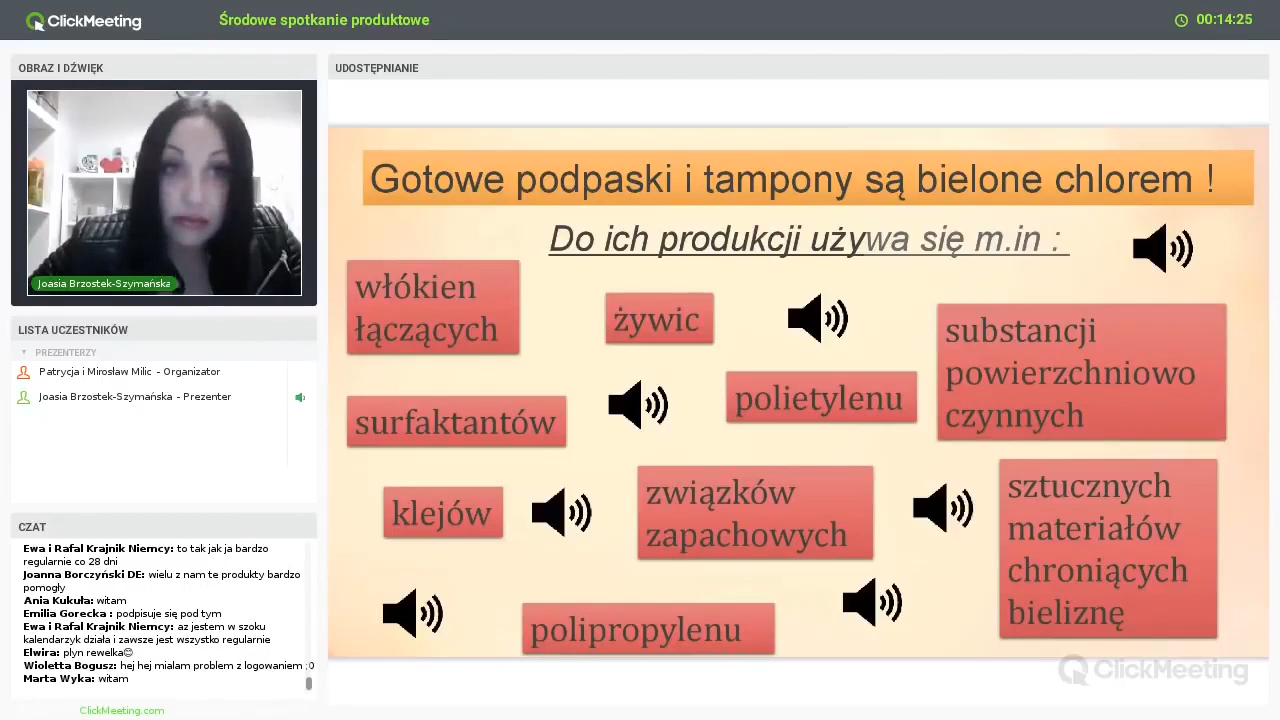 ClickMeeting
Środowe spotkanie produktowe
00:14:25
OBRAZ I DŹWIĘK
Joasia Brzostek-Szymańska
LISTA UCZESTNIKÓW
PREZENTERZY
Patrycja i Mirosław Milic - Organizator
Joasia Brzostek-Szymańska - Prezenter
CZAT
Ewa i Rafał Krajnik Niemcy: to tak jak ja bardzo
regularnie co 28 dni
Joanna Borczyński DE: wielu z nam te produkty bardzo
pomogły
Ania Kukuła: witam
Emilia Gorecka : podpisuje się pod tym
Ewa i Rafał Krajnik Niemcy: az jestem w szoku
kalendarzyk działa i zawsze jest wszystko regularnie
Elwira: plyn rewelka
Wioletta Bogusz: hej hej mialam problem z logowaniem ;0
Marta Wyka: witam
ClickMeeting.com
UDOSTĘPNIANIE
Gotowe podpaski i tampony są bielone chlorem !
Do ich produkcji używa się m.in :
włókien
łączących
żywic
substancji
powierzchniowo
czynnych
surfaktantów
polietylenu
klejów
związków
zapachowych
sztucznych
materiałów
chroniących
bieliznę
polipropylenu
ClickMeeting